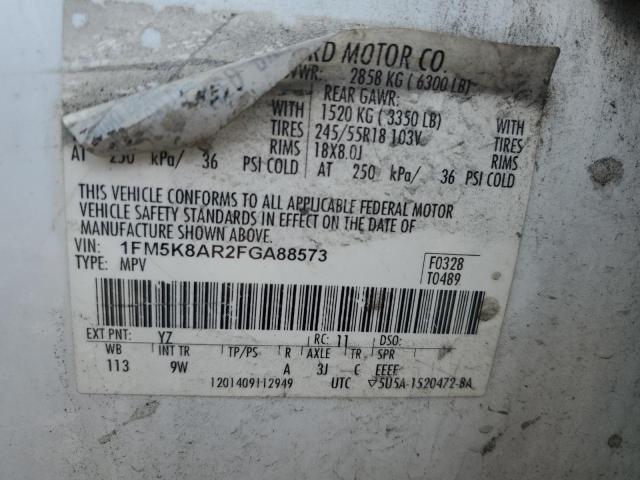 RD MOTOR CO.
VWR: 2858 KG ( 6300 LB)
REAR GAWR:
WITH 1520 KG ( 3350 LB) WITH
TIRES 245/55R18 103V TIRES
RIMS 18X8.0J RIMS
AT 250 kPa/ 36 PSI COLD AT 250 kPa/ 36 PSI COLD
THIS VEHICLE CONFORMS TO ALL APPLICABLE FEDERAL MOTOR
VEHICLE SAFETY STANDARDS IN EFFECT ON THE DATE OF
MANUFACTURE SHOWN ABOVE.
VIN: 1FM5K8AR2FGA88573
TYPE: MPV
F0328
T0489
EXT PNT: YZ RC: 11 DSO:
WB INT TR TP/PS R AXLE TR SPR
113 9W A 3J C EEEE
1201409112949 UTC ▽5U5A-1520472-BA